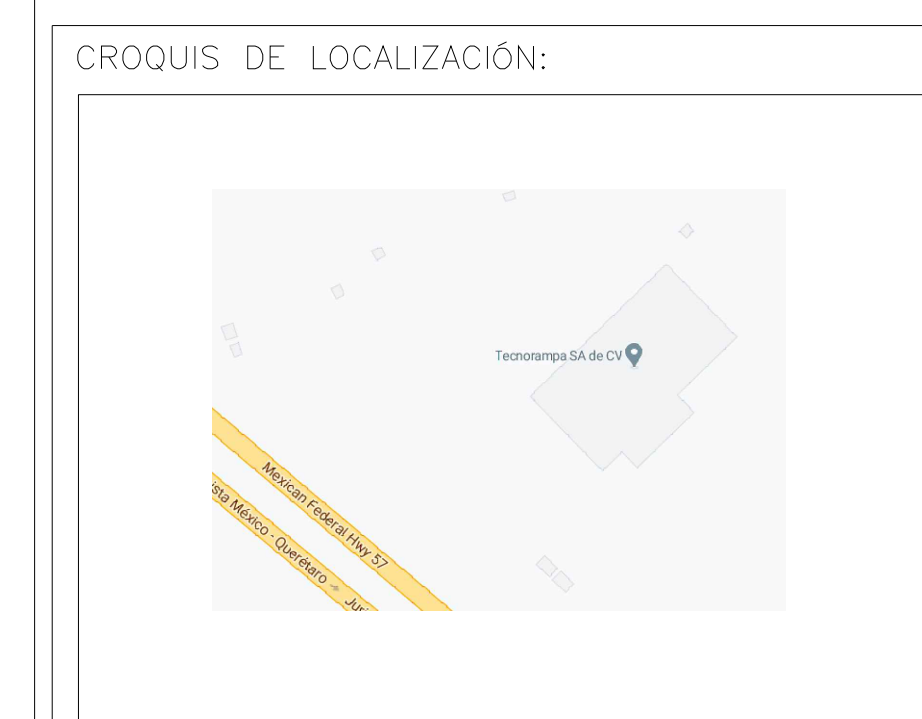 CROQUIS DE LOCALIZACIÓN:
Tecnorampa SA de CV
Mexican Federal Hwy 57
ista México - Querétaro